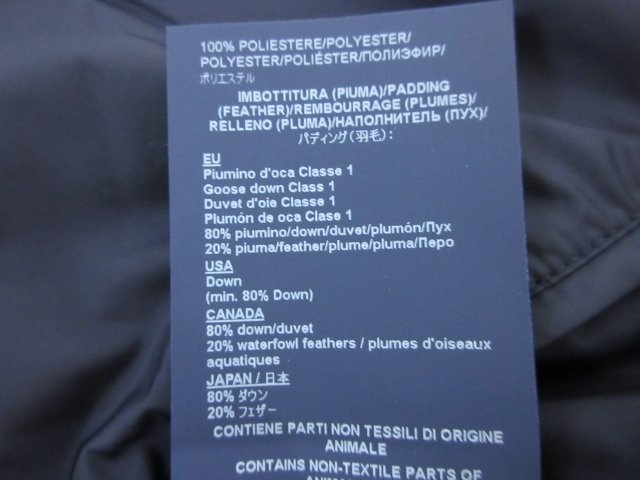 100% POLIESTERE/POLYESTER/
POLYESTER/POLIÉSTER/ПОЛИЭФИР/
ポリエステル
IMBOTTITURA (PIUMA)/PADDING
(FEATHER)/REMBOURRAGE (PLUMES)/
RELLENO (PLUMA)/НАПОЛНИТЕЛЬ (ПУХ)/
パディング(羽毛):
EU
Piumino d'oca Classe 1
Goose down Class 1
Duvet d'oie Classe 1
Plumón de oca Clase 1
80% piumino/down/duvet/plumón/Пух
20% piuma/feather/plume/pluma/Перо
USA
Down
(min. 80% Down)
CANADA
80% down/duvet
20% waterfowl feathers / plumes d'oiseaux
aquatiques
JAPAN / 日本
80% ダウン
20% フェザー
CONTIENE PARTI NON TESSILI DI ORIGINE
ANIMALE
CONTAINS NON-TEXTILE PARTS OF